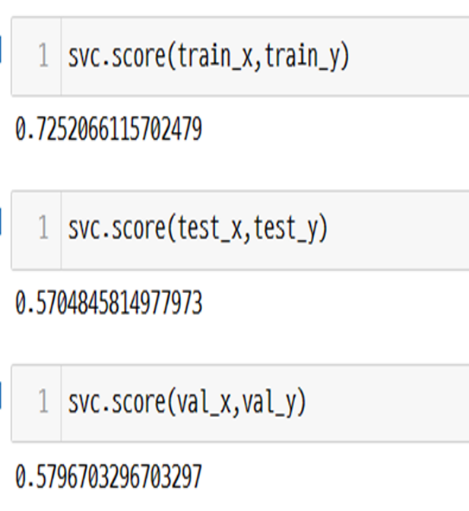 1 svc.score(train_x,train_y)
0.7252066115702479
1 svc.score(test_x,test_y)
0.5704845814977973
1 svc.score(val_x,val_y)
0.5796703296703297